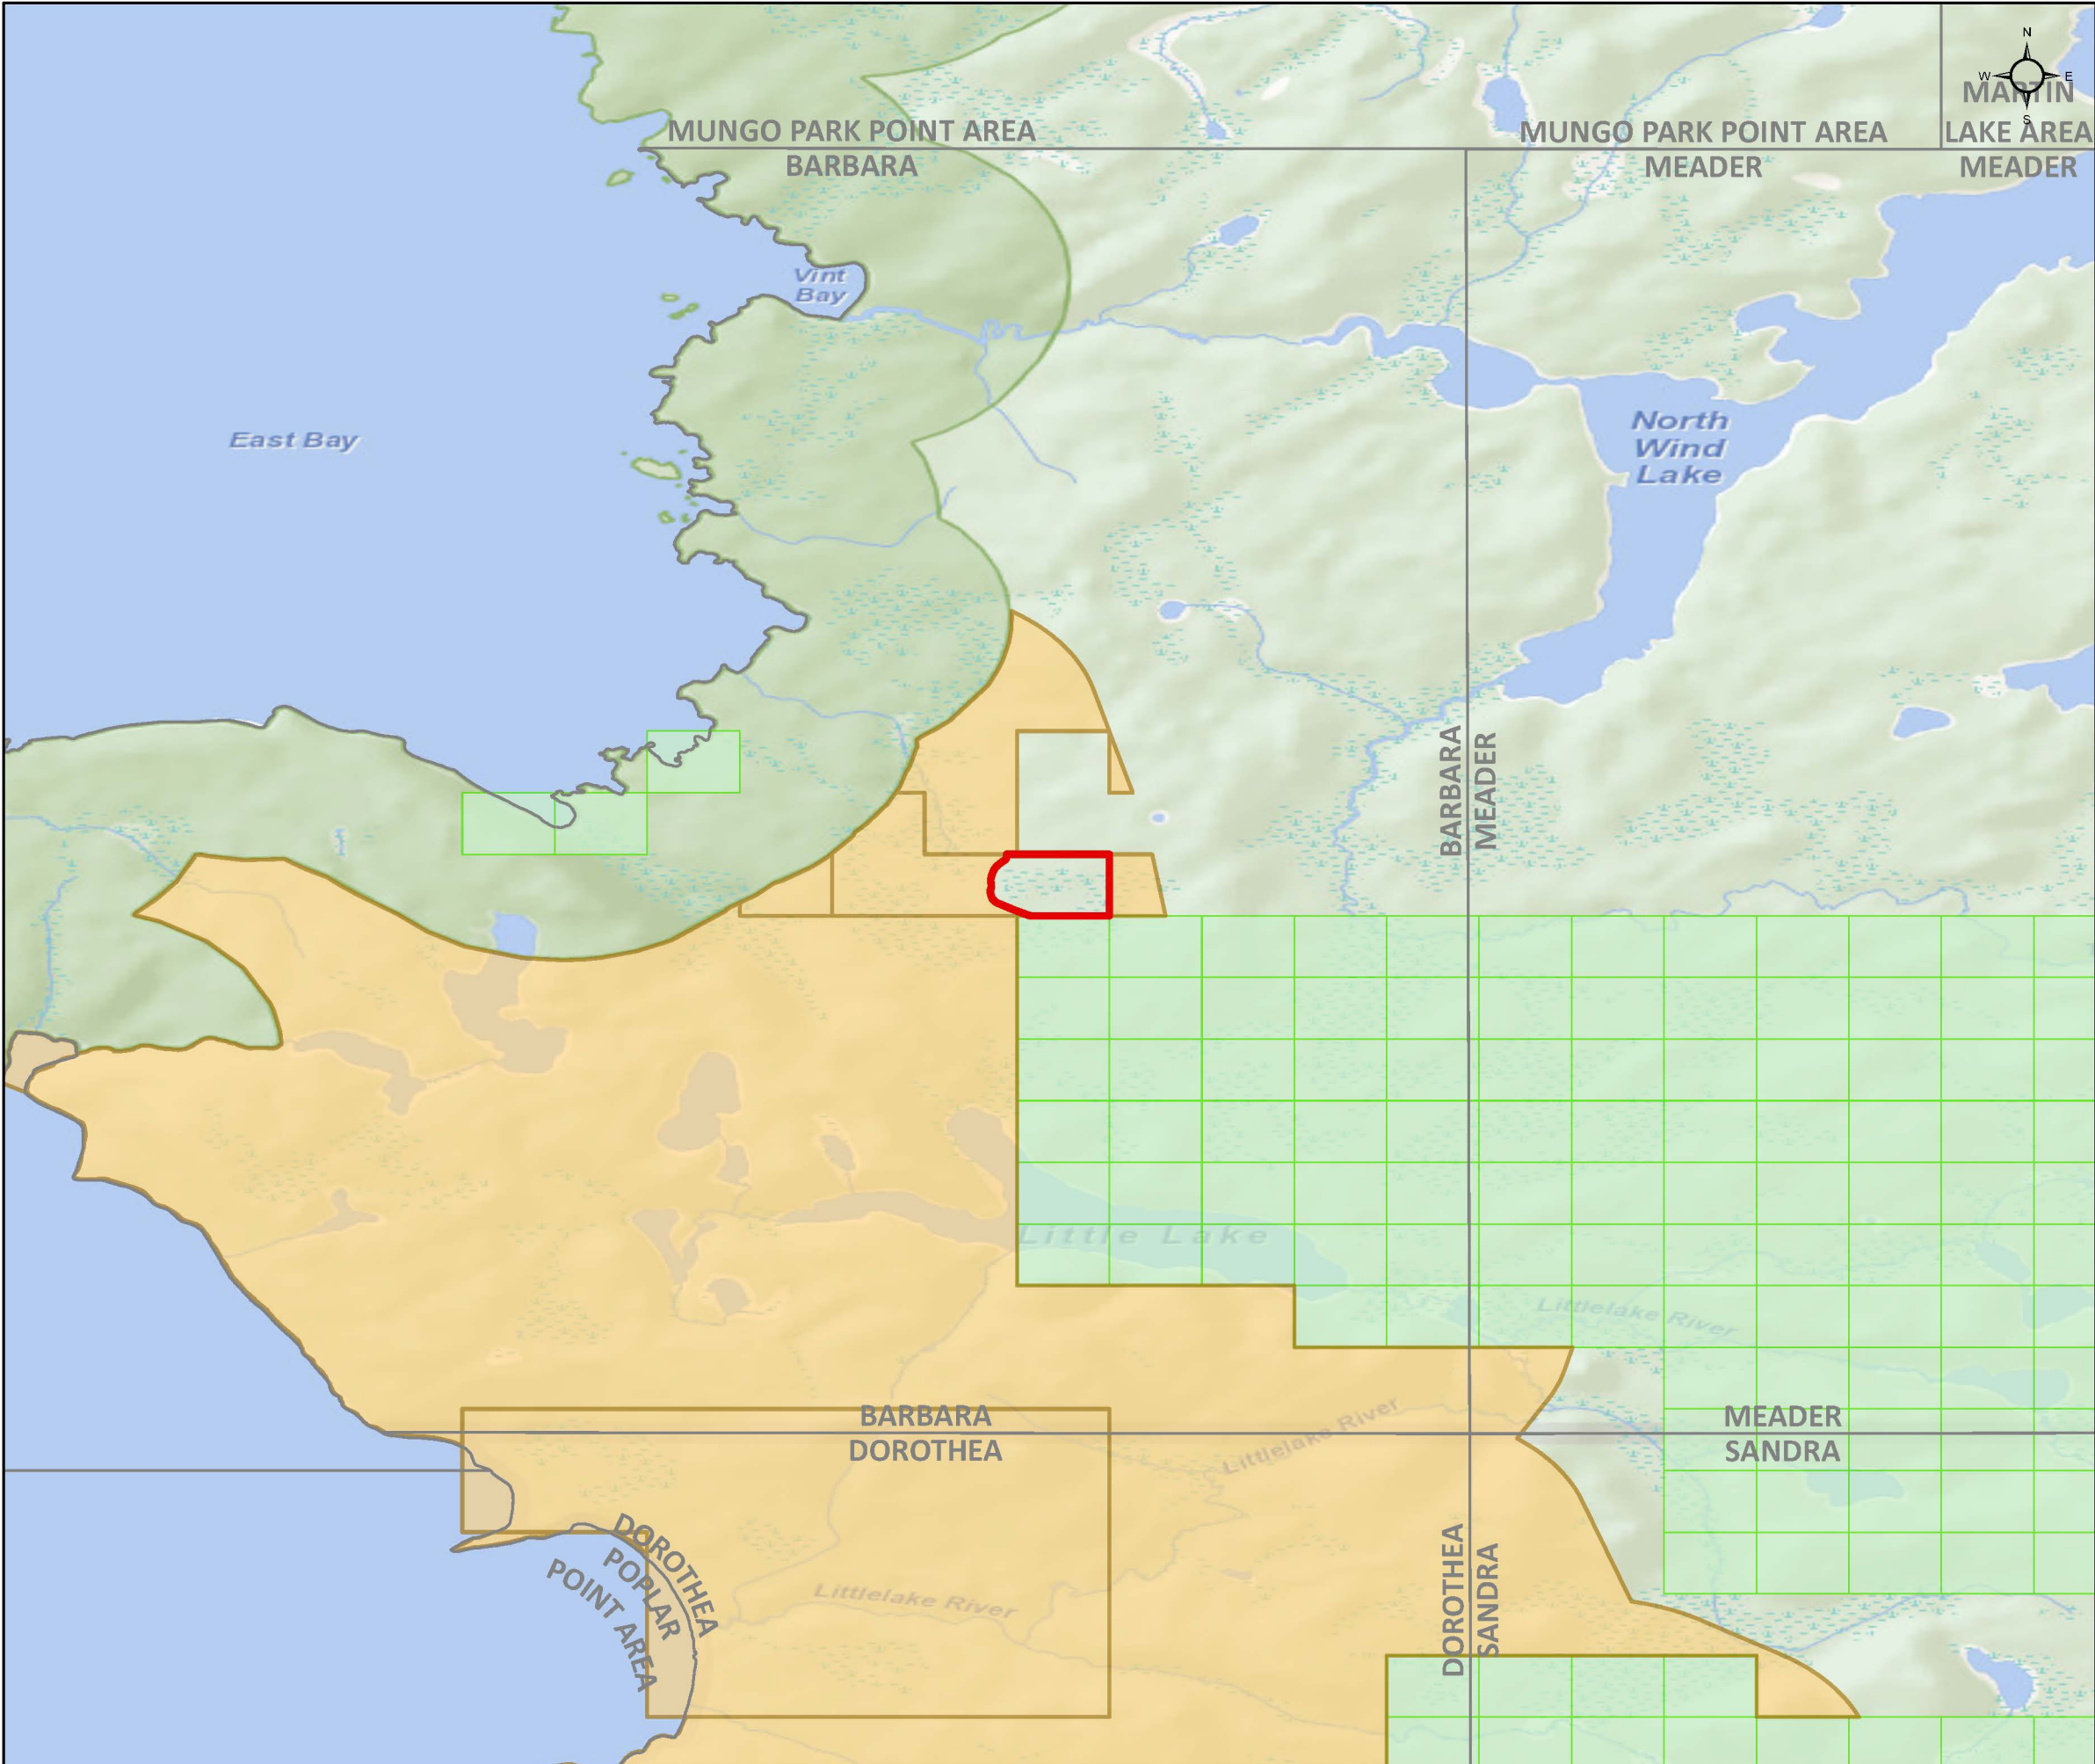 N
W E
S
MARTIN
LAKE AREA
MEADER
MUNGO PARK POINT AREA
BARBARA
MUNGO PARK POINT AREA
MEADER
Vint
Bay
East Bay
North
Wind
Lake
BARBARA
MEADER
Little Lake
Littlelake River
Littlelake River
BARBARA
DOROTHEA
MEADER
SANDRA
DOROTHEA
POPLAR
POINT AREA
Littlelake River
DOROTHEA
SANDRA